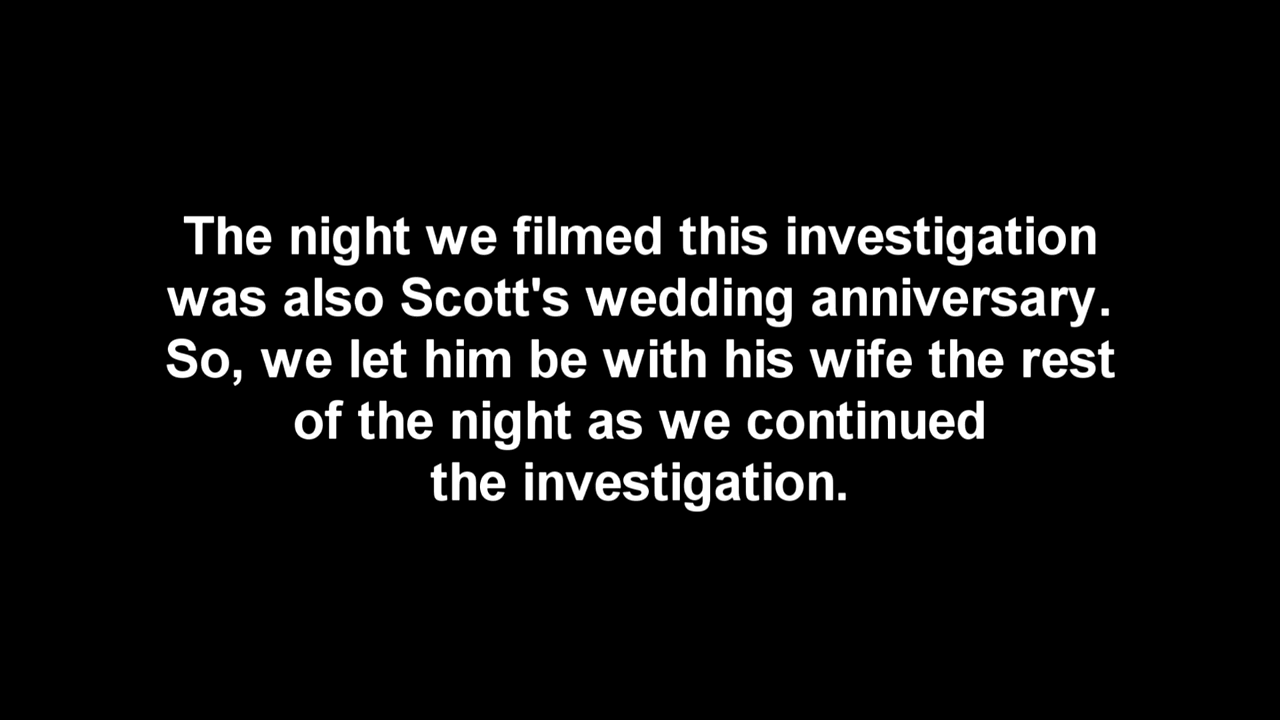 The night we filmed this investigation
was also Scott's wedding anniversary.
So, we let him be with his wife the rest
of the night as we continued
the investigation.